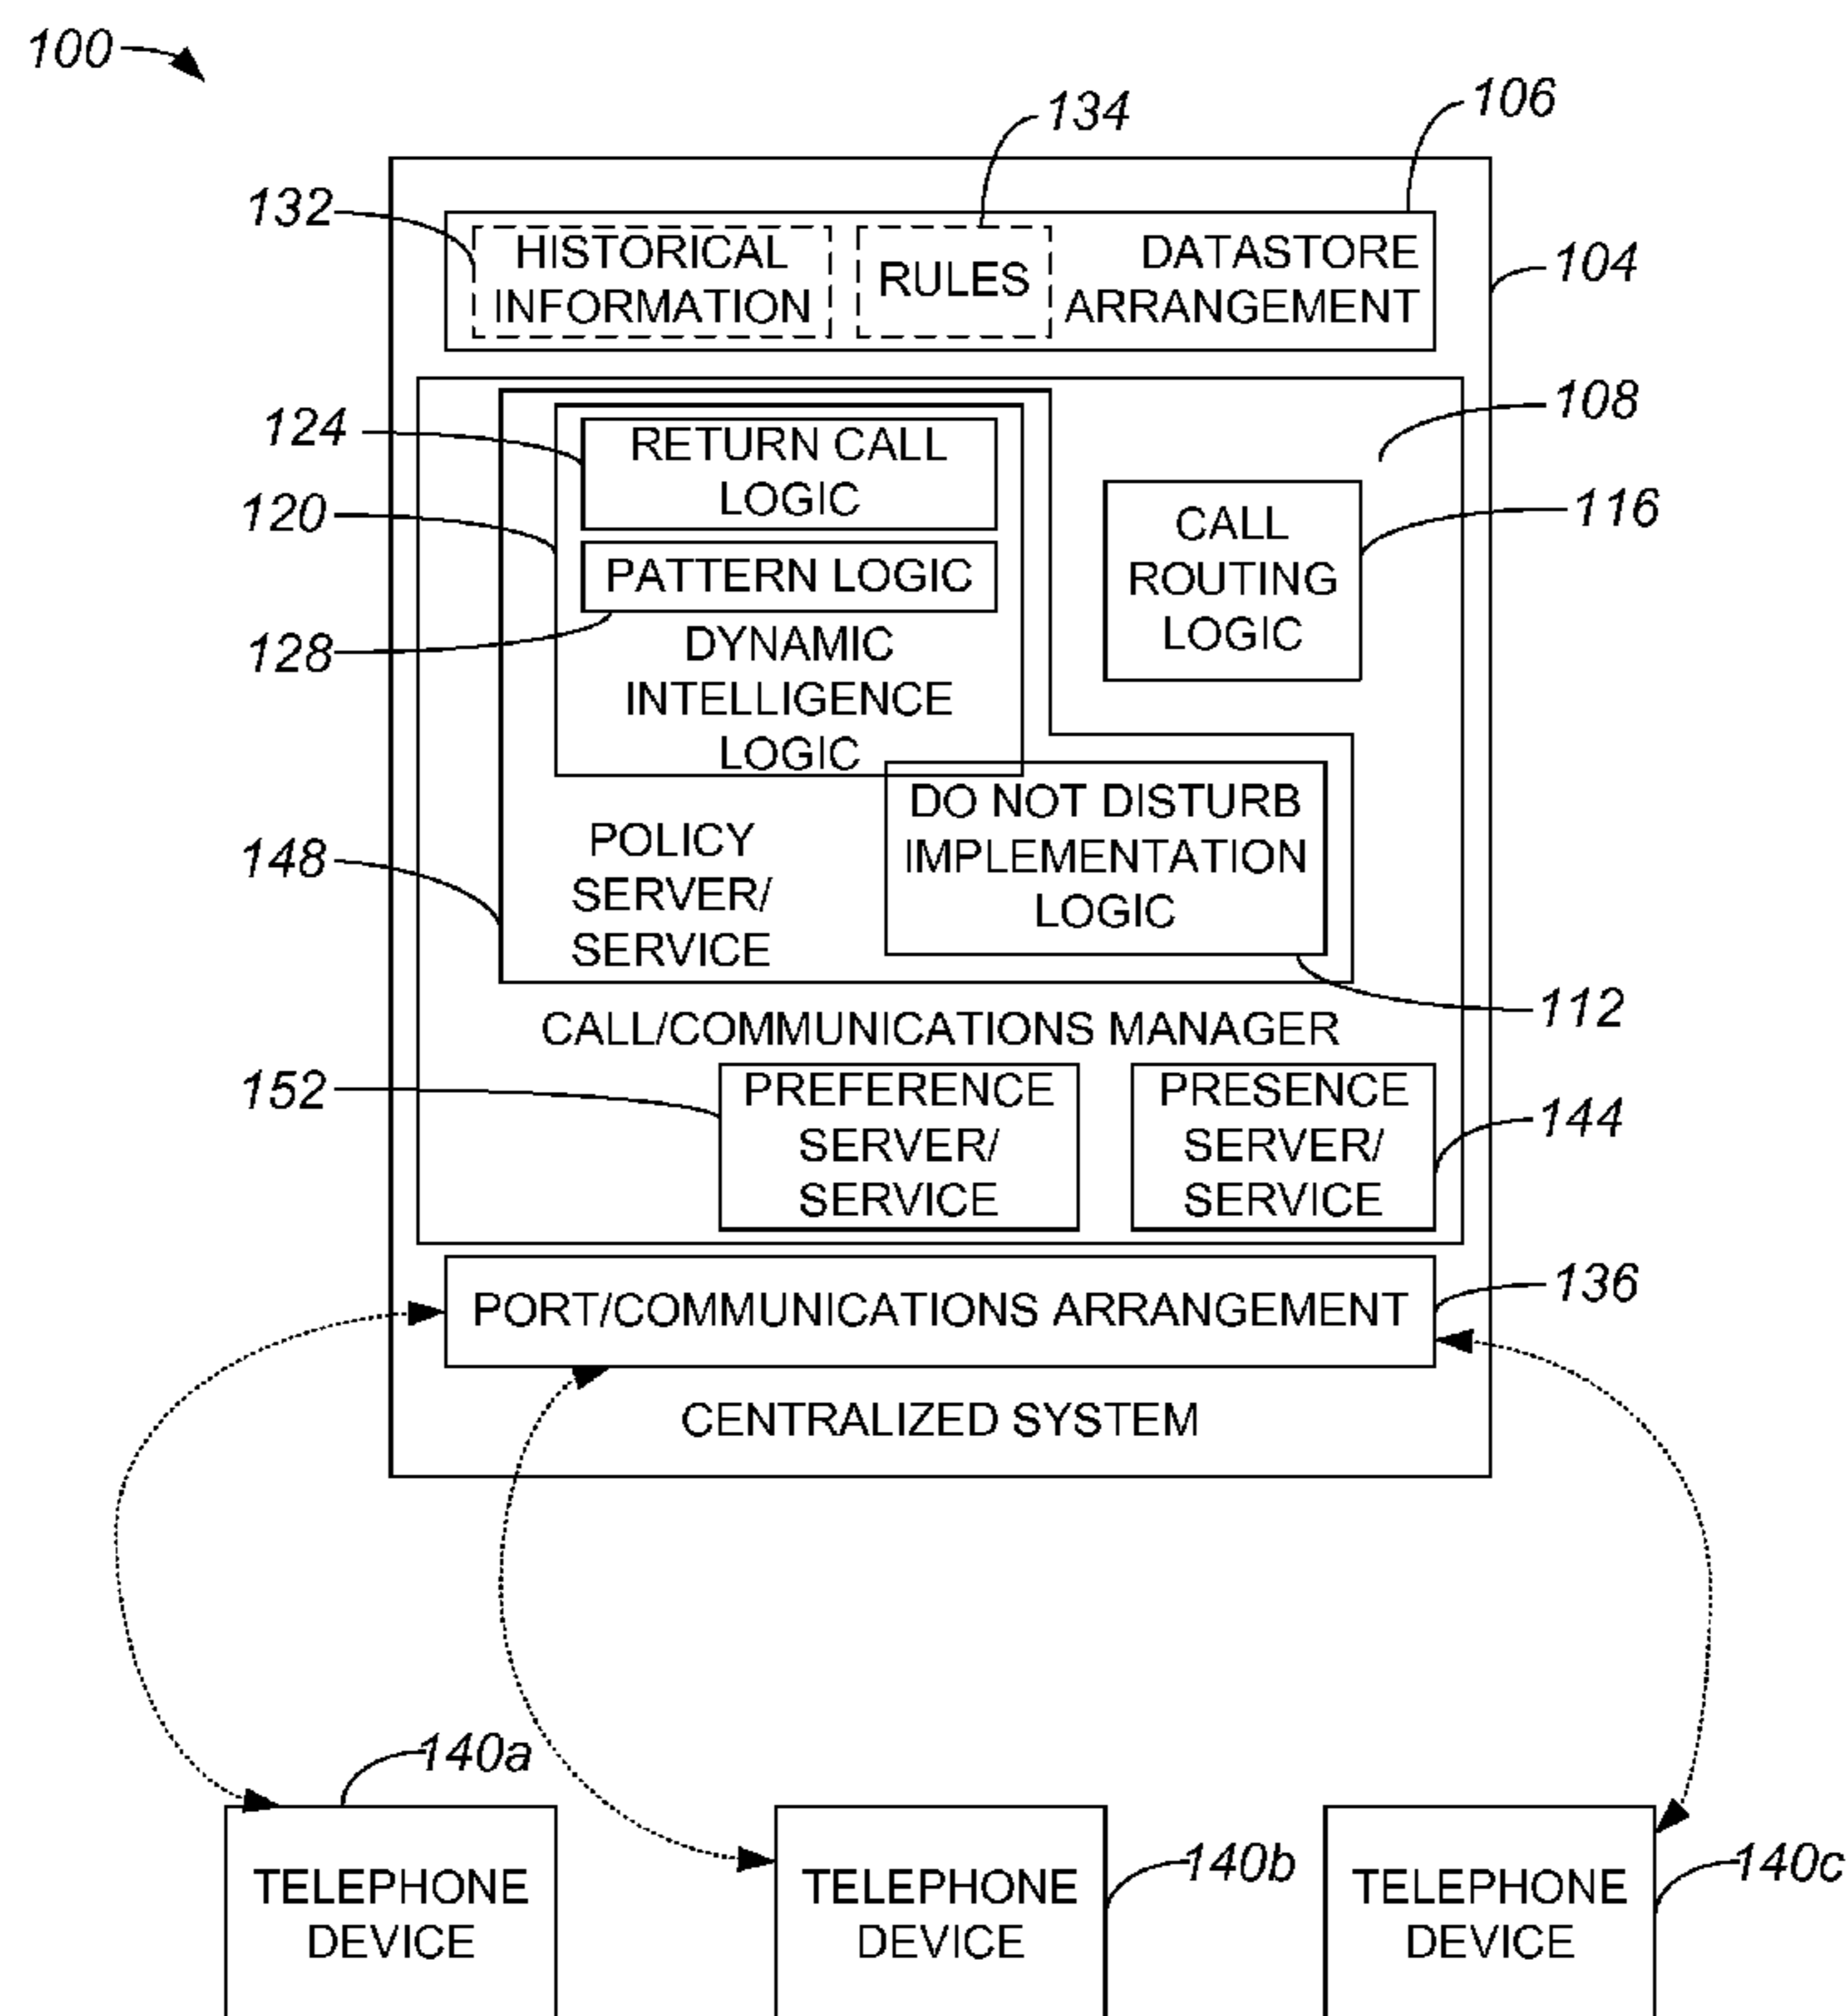 100
134
106
132
HISTORICAL
INFORMATION
RULES
DATASTORE
ARRANGEMENT
104
108
124
RETURN CALL
LOGIC
120
116
CALL
ROUTING
LOGIC
PATTERN LOGIC
128
DYNAMIC
INTELLIGENCE
LOGIC
DO NOT DISTURB
IMPLEMENTATION
LOGIC
148
POLICY
SERVER/
SERVICE
112
CALL/COMMUNICATIONS MANAGER
152
PREFERENCE
SERVER/
SERVICE
PRESENCE
SERVER/
SERVICE
144
136
PORT/COMMUNICATIONS ARRANGEMENT
CENTRALIZED SYSTEM
140a
TELEPHONE
DEVICE
140b
TELEPHONE
DEVICE
140c
TELEPHONE
DEVICE